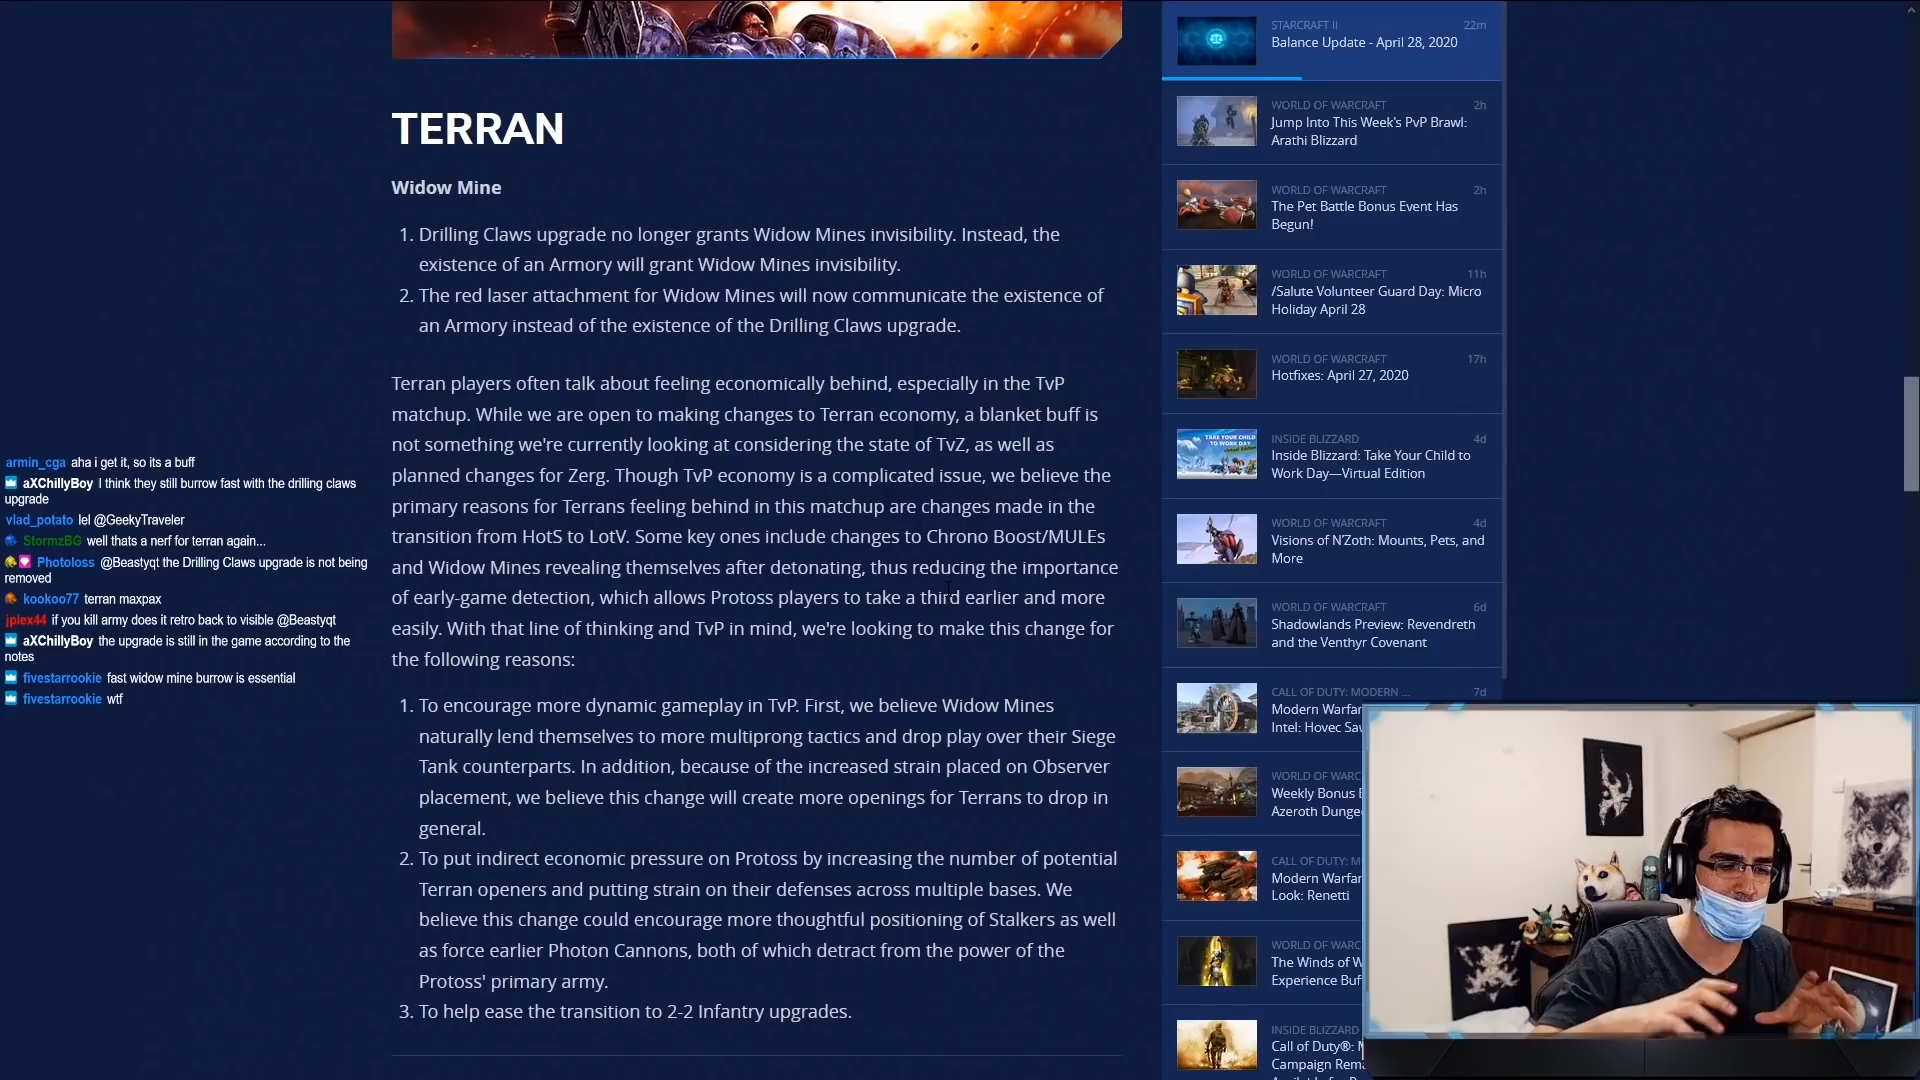 TERRAN
Widow Mine
1. Drilling Claws upgrade no longer grants Widow Mines invisibility. Instead, the
existence of an Armory will grant Widow Mines invisibility.
2. The red laser attachment for Widow Mines will now communicate the existence of
an Armory instead of the existence of the Drilling Claws upgrade.
Terran players often talk about feeling economically behind, especially in the TvP
matchup. While we are open to making changes to Terran economy, a blanket buff is
not something we're currently looking at considering the state of TvZ, as well as
planned changes for Zerg. Though TvP economy is a complicated issue, we believe the
primary reasons for Terrans feeling behind in this matchup are changes made in the
transition from HotS to LotV. Some key ones include changes to Chrono Boost/MULEs
and Widow Mines revealing themselves after detonating, thus reducing the importance
of early-game detection, which allows Protoss players to take a third earlier and more
easily. With that line of thinking and TvP in mind, we're looking to make this change for
the following reasons:
1. To encourage more dynamic gameplay in TvP. First, we believe Widow Mines
naturally lend themselves to more multiprong tactics and drop play over their Siege
Tank counterparts. In addition, because of the increased strain placed on Observer
placement, we believe this change will create more openings for Terrans to drop in
general.
2. To put indirect economic pressure on Protoss by increasing the number of potential
Terran openers and putting strain on their defenses across multiple bases. We
believe this change could encourage more thoughtful positioning of Stalkers as well
as force earlier Photon Cannons, both of which detract from the power of the
Protoss' primary army.
3. To help ease the transition to 2-2 Infantry upgrades.
armin_cga aha i get it, so its a buff
aXChillyBoy I think they still burrow fast with the drilling claws
upgrade
vlad_potato lel @GeekyTraveler
StormzBG well thats a nerf for terran again...
Photoloss @Beastyqt the Drilling Claws upgrade is not being
removed
kookoo77 terran maxpax
jplex44 if you kill army does it retro back to visible @Beastyqt
aXChillyBoy the upgrade is still in the game according to the
notes
fivestarrookie fast widow mine burrow is essential
fivestarrookie wtf
STARCRAFT II 22m
Balance Update - April 28, 2020
WORLD OF WARCRAFT 2h
Jump Into This Week's PvP Brawl:
Arathi Blizzard
WORLD OF WARCRAFT 2h
The Pet Battle Bonus Event Has
Begun!
WORLD OF WARCRAFT 11h
/Salute Volunteer Guard Day: Micro
Holiday April 28
WORLD OF WARCRAFT 17h
Hotfixes: April 27, 2020
TAKE YOUR CHILD
TO WORK DAY
INSIDE BLIZZARD 4d
Inside Blizzard: Take Your Child to
Work Day—Virtual Edition
WORLD OF WARCRAFT 4d
Visions of N'Zoth: Mounts, Pets, and
More
WORLD OF WARCRAFT 6d
Shadowlands Preview: Revendreth
and the Venthyr Covenant
CALL OF DUTY: MODERN ... 7d
Modern Warfar
Intel: Hovec Sav
WORLD OF WARC
Weekly Bonus E
Azeroth Dunge
CALL OF DUTY: M
Modern Warfar
Look: Renetti
WORLD OF WARC
The Winds of W
Experience Buf
INSIDE BLIZZARD
Call of Duty®: M
Campaign Rema